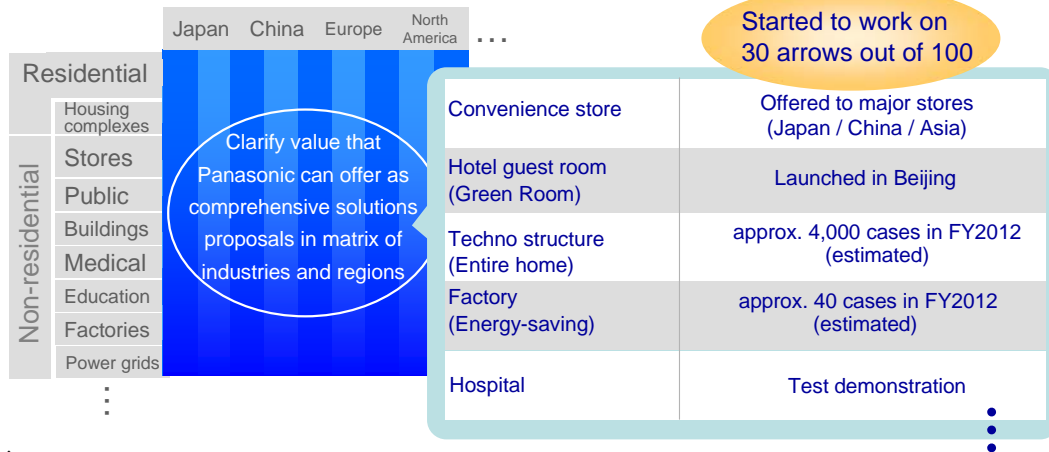 Japan China Europe North America ...
Started to work on
30 arrows out of 100
Residential
Housing
complexes
Non-residential
Stores
Public
Buildings
Medical
Education
Factories
Power grids
Clarify value that
Panasonic can offer as
comprehensive solutions
proposals in matrix of
industries and regions
Convenience store
Offered to major stores
(Japan / China / Asia)
Hotel guest room
(Green Room)
Launched in Beijing
Techno structure
(Entire home)
approx. 4,000 cases in FY2012
(estimated)
Factory
(Energy-saving)
approx. 40 cases in FY2012
(estimated)
Hospital
Test demonstration